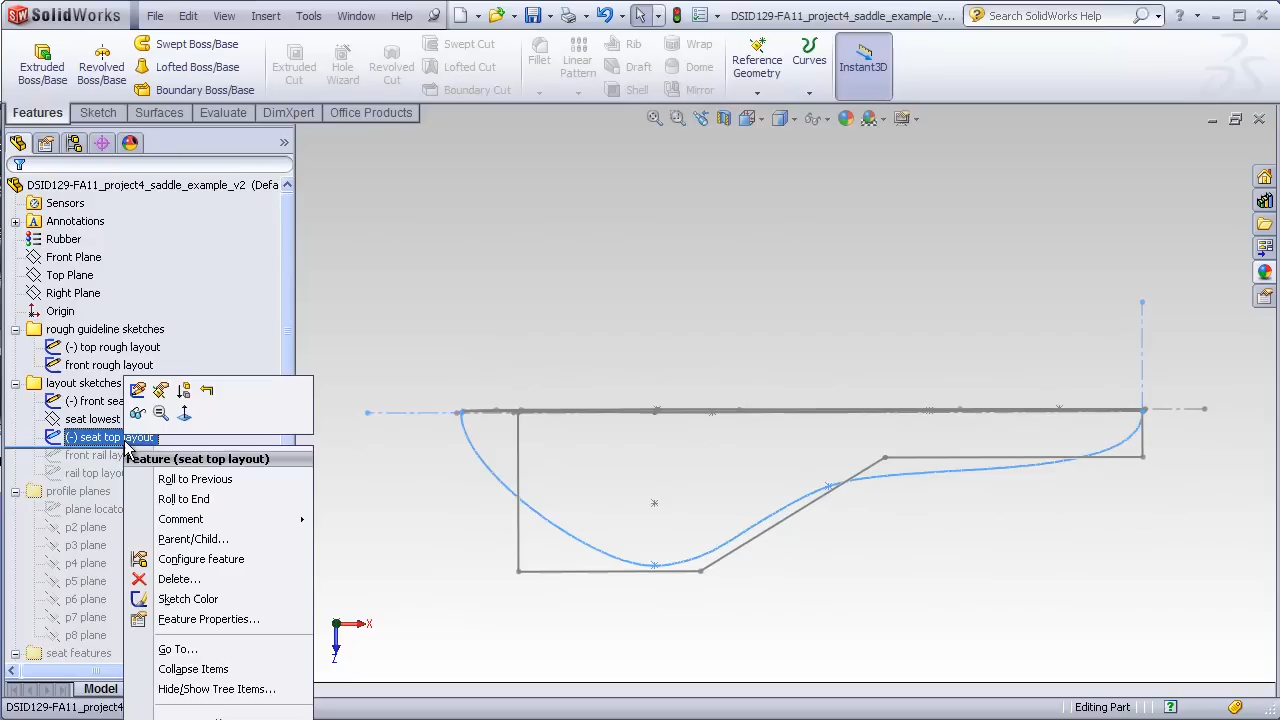 SolidWorks File Edit View Insert Tools Window Help DSID129-FA11_project4_saddle_example_v... Search SolidWorks Help
Extruded Boss/Base
Revolved Boss/Base
Swept Boss/Base
Lofted Boss/Base
Boundary Boss/Base
Extruded Cut
Hole Wizard
Revolved Cut
Swept Cut
Lofted Cut
Boundary Cut
Fillet
Linear Pattern
Rib
Draft
Shell
Wrap
Dome
Mirror
Reference Geometry
Curves
Instant3D
Features Sketch Surfaces Evaluate DimXpert Office Products
DSID129-FA11_project4_saddle_example_v2 (Defa
Sensors
Annotations
Rubber
Front Plane
Top Plane
Right Plane
Origin
rough guideline sketches
(-) top rough layout
front rough layout
layout sketches
(-) front sea
seat lowest
(-) seat top layout
front rail lay
rail top layou
profile planes
plane locato
p2 plane
p3 plane
p4 plane
p5 plane
p6 plane
p7 plane
p8 plane
seat features
Feature (seat top layout)
Roll to Previous
Roll to End
Comment
Parent/Child...
Configure feature
Delete...
Sketch Color
Feature Properties...
Go To...
Collapse Items
Hide/Show Tree Items...
X
Z
Model
DSID129-FA11_project4 Editing Part